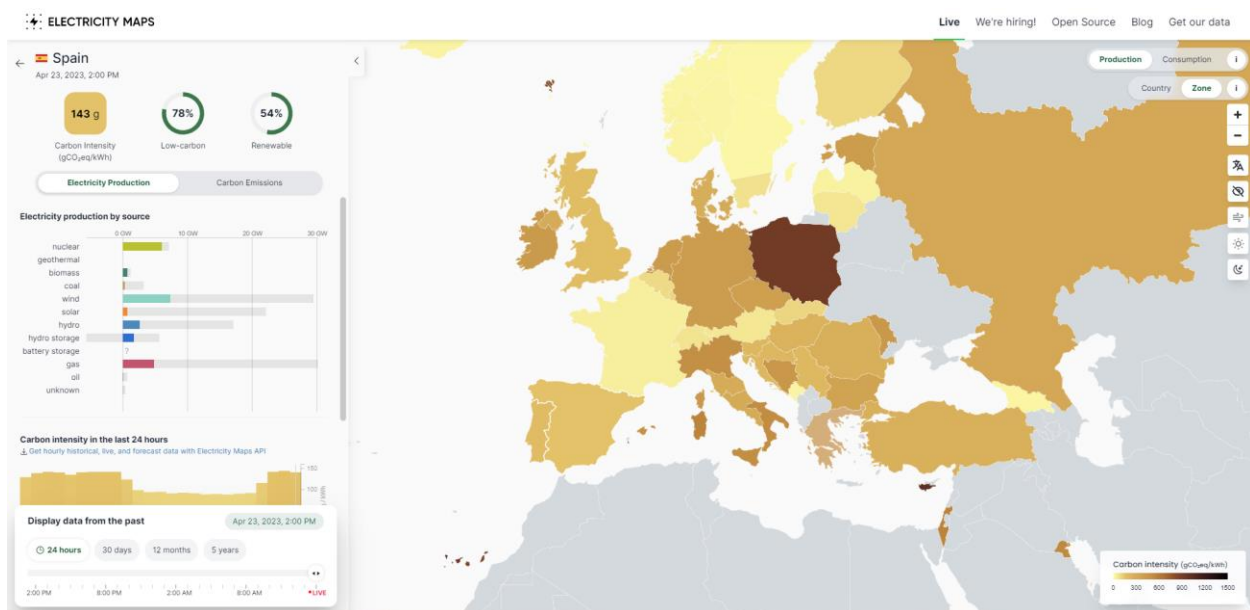 ELECTRICITY MAPS
Live We're hiring! Open Source Blog Get our data
Spain
Apr 23, 2023, 2:00 PM
143 g
78%
54%
Carbon Intensity
(gCO₂eq/kWh)
Low-carbon
Renewable
Electricity Production Carbon Emissions
Electricity production by source
0 GW 10 GW 20 GW 30 GW
nuclear
geothermal
biomass
coal
wind
solar
hydro
hydro storage
battery storage ?
gas
oil
unknown
Carbon intensity in the last 24 hours
Get hourly historical, live, and forecast data with Electricity Maps API
100
Display data from the past Apr 23, 2023, 2:00 PM
24 hours 30 days 12 months 5 years
2:00 PM 8:00 PM 2:00 AM 8:00 AM LIVE
Production Consumption i
Country Zone i
+
−
Carbon intensity (gCO₂eq/kWh)
0 300 600 900 1200 1500